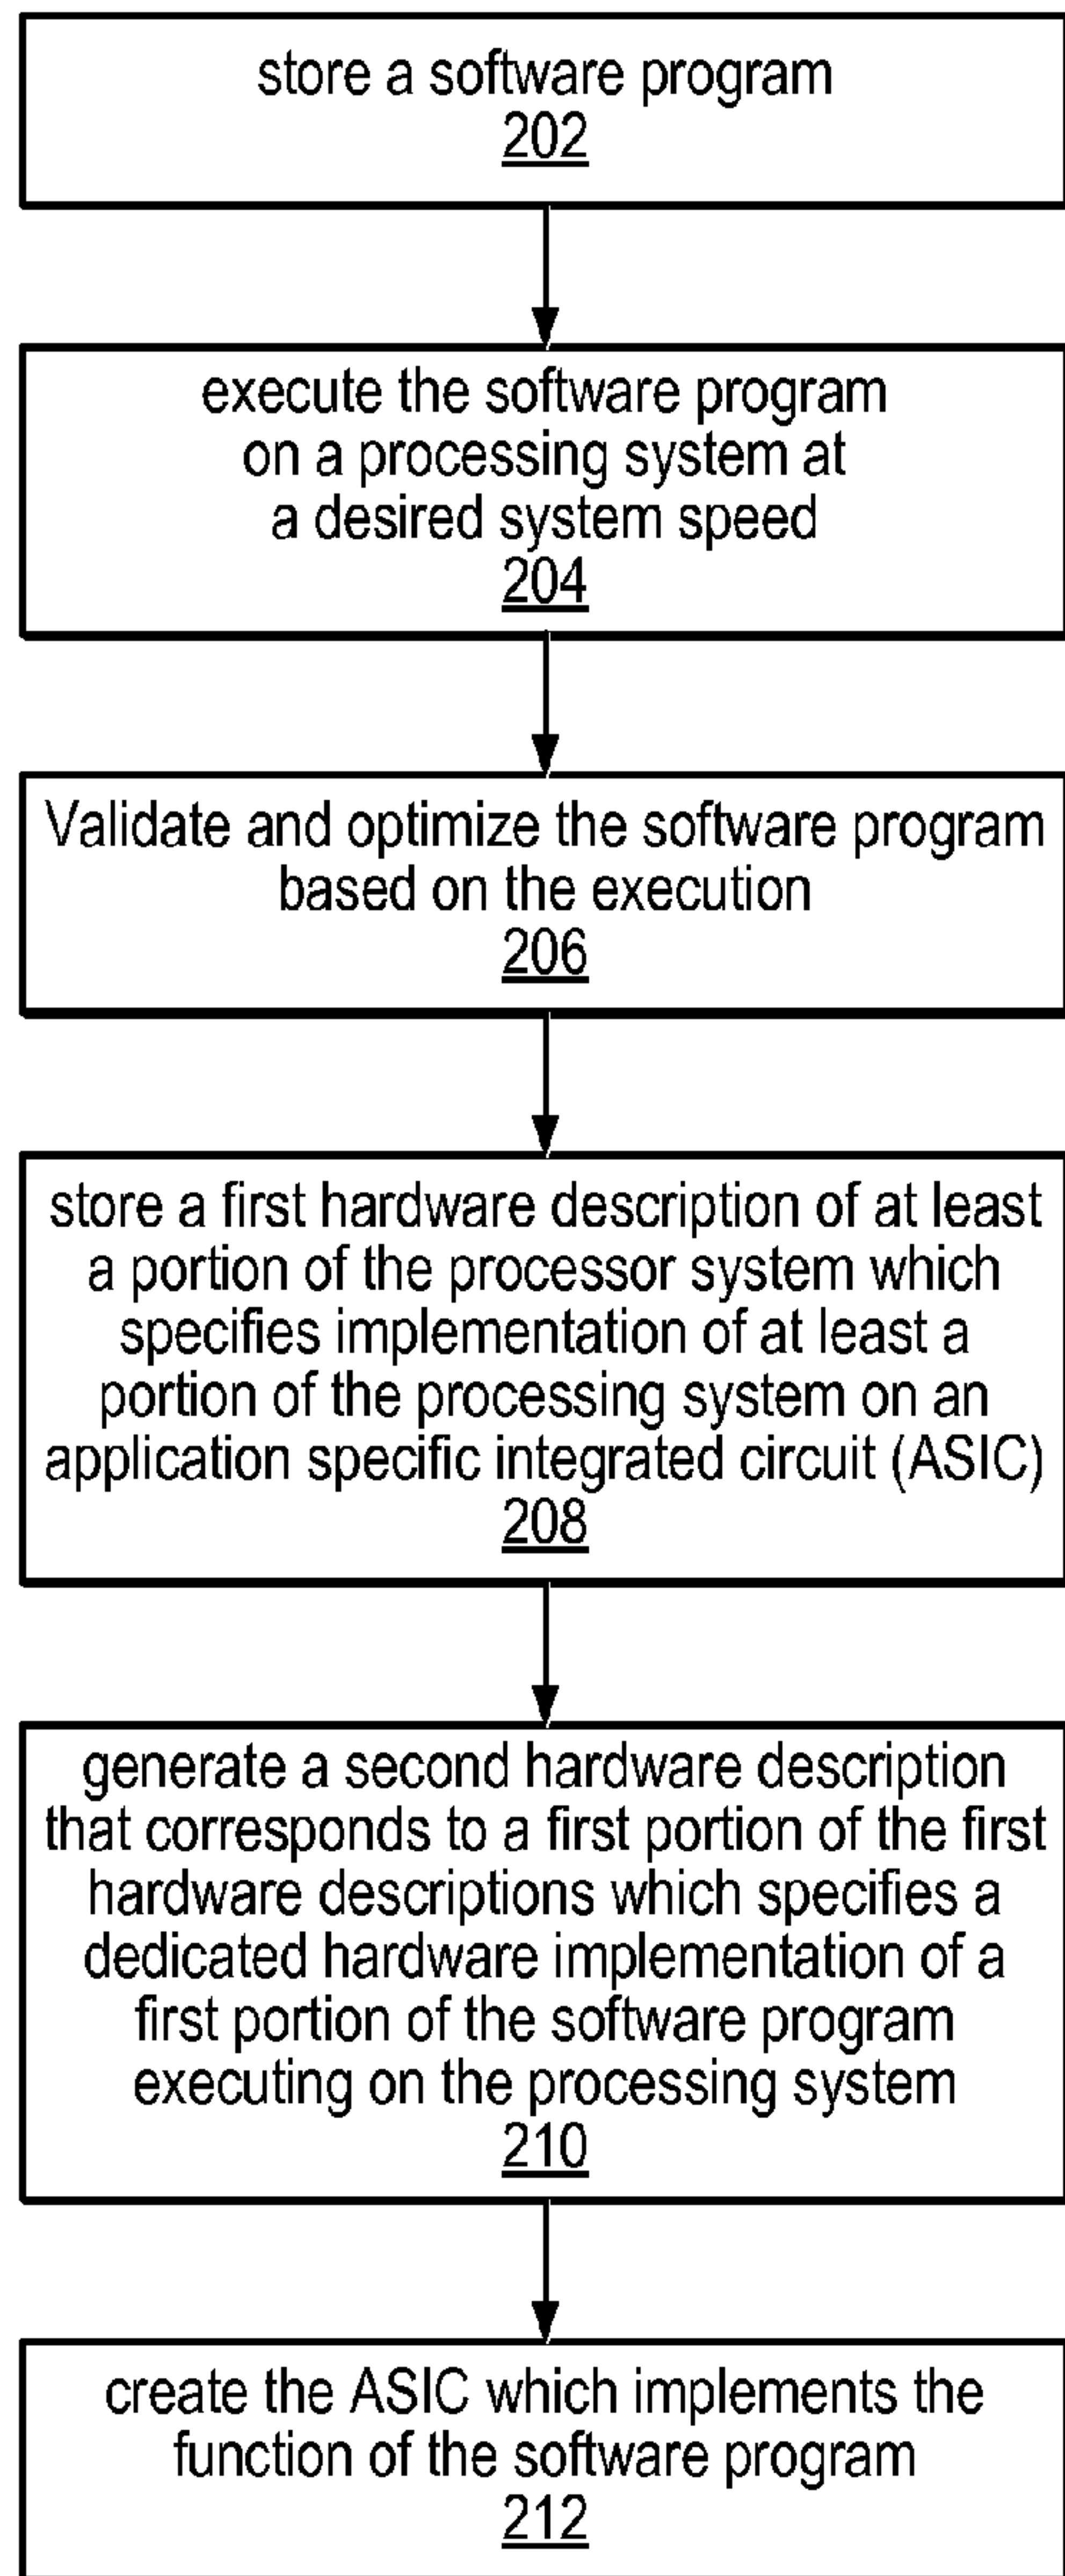 store a software program
202
execute the software program
on a processing system at
a desired system speed
204
Validate and optimize the software program
based on the execution
206
store a first hardware description of at least
a portion of the processor system which
specifies implementation of at least a
portion of the processing system on an
application specific integrated circuit (ASIC)
208
generate a second hardware description
that corresponds to a first portion of the first
hardware descriptions which specifies a
dedicated hardware implementation of a
first portion of the software program
executing on the processing system
210
create the ASIC which implements the
function of the software program
212